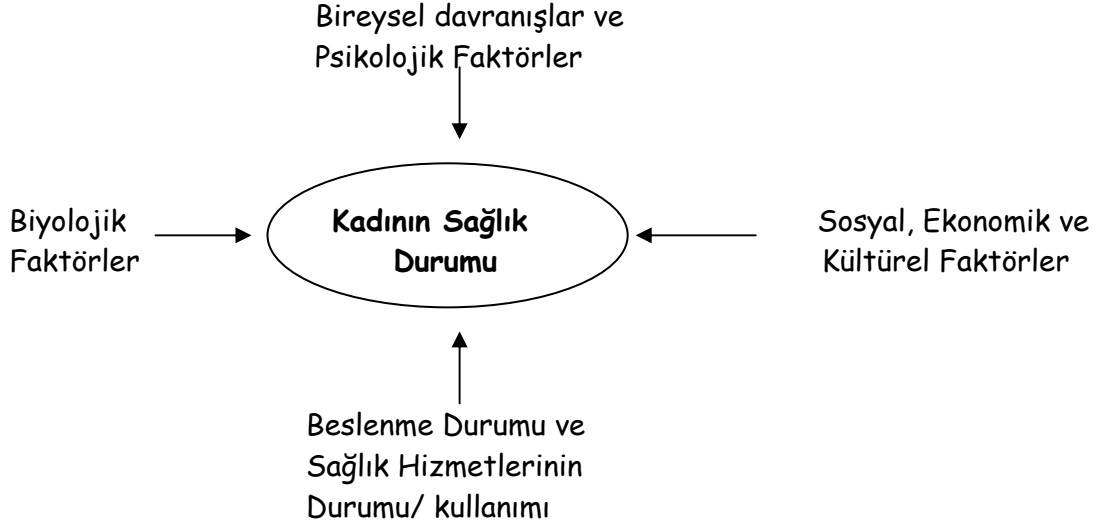 Bireysel davranışlar ve
Psikolojik Faktörler
Biyolojik
Faktörler
Kadının Sağlık
Durumu
Sosyal, Ekonomik ve
Kültürel Faktörler
Beslenme Durumu ve
Sağlık Hizmetlerinin
Durumu/ kullanımı